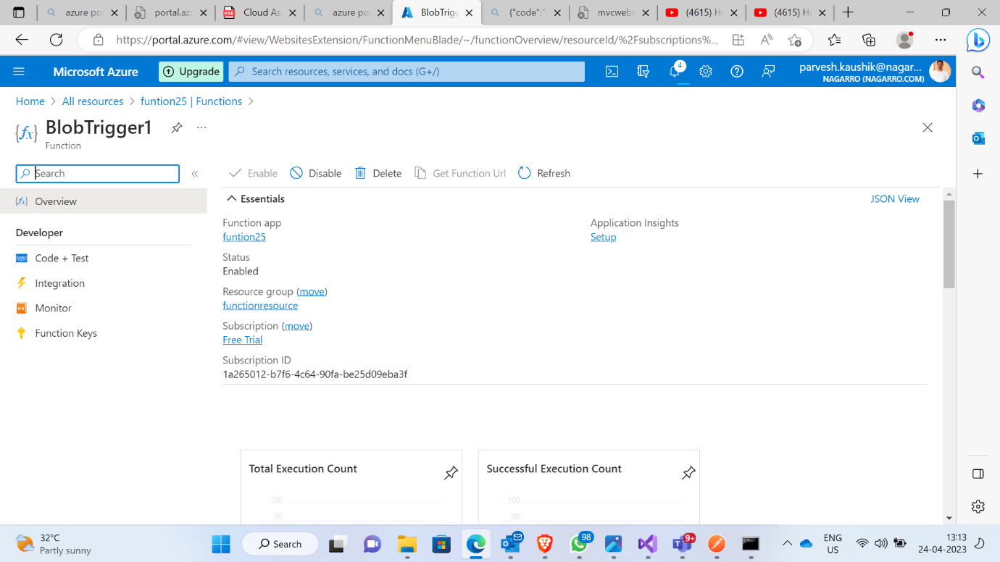 azure po
portal.az
Cloud As
azure po
BlobTrigg
{"code":"
mvcweba
(4615) H
(4615) H
https://portal.azure.com/#view/WebsitesExtension/FunctionMenuBlade/~/functionOverview/resourceId/%2Fsubscriptions%...
Microsoft Azure
Upgrade
Search resources, services, and docs (G+/)
4
parvesh.kaushik@nagar...
NAGARRO (NAGARRO.COM)
Home > All resources > funtion25 | Functions >
BlobTrigger1
Function
Search
Enable Disable Delete Get Function Url Refresh
Overview
Developer
Code + Test
Integration
Monitor
Function Keys
Essentials
JSON View
Function app
funtion25
Status
Enabled
Resource group (move)
functionresource
Subscription (move)
Free Trial
Subscription ID
1a265012-b7f6-4c64-90fa-be25d09eba3f
Application Insights
Setup
Total Execution Count
100
90
Successful Execution Count
100
90
32°C
Partly sunny
Search
98
9+
ENG
US
13:13
24-04-2023